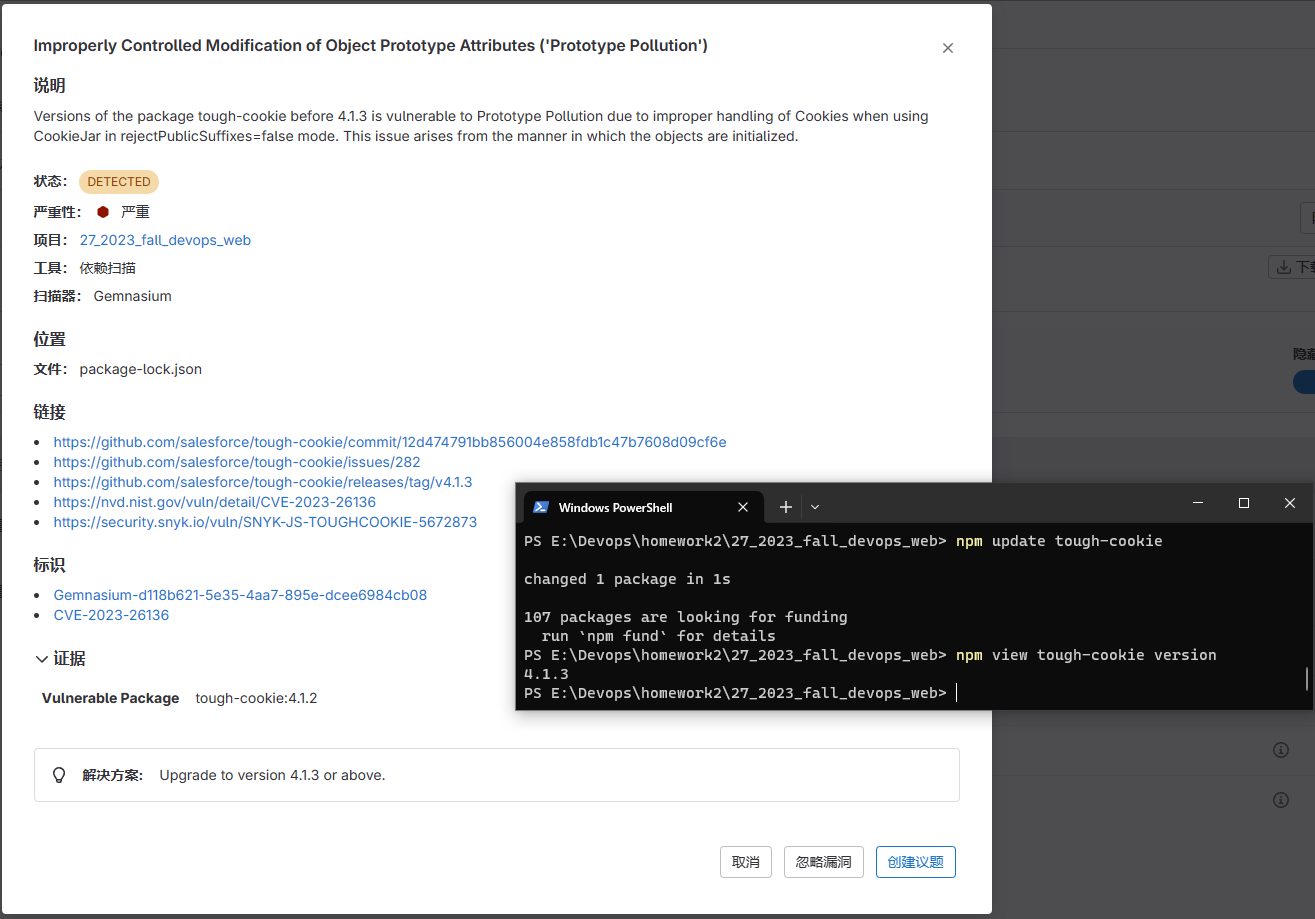 Improperly Controlled Modification of Object Prototype Attributes ('Prototype Pollution')
说明
Versions of the package tough-cookie before 4.1.3 is vulnerable to Prototype Pollution due to improper handling of Cookies when using
CookieJar in rejectPublicSuffixes=false mode. This issue arises from the manner in which the objects are initialized.
状态： DETECTED
严重性： 严重
项目： 27_2023_fall_devops_web
工具： 依赖扫描
扫描器： Gemnasium
位置
文件： package-lock.json
链接
https://github.com/salesforce/tough-cookie/commit/12d474791bb856004e858fdb1c47b7608d09cf6e
https://github.com/salesforce/tough-cookie/issues/282
https://github.com/salesforce/tough-cookie/releases/tag/v4.1.3
https://nvd.nist.gov/vuln/detail/CVE-2023-26136
https://security.snyk.io/vuln/SNYK-JS-TOUGHCOOKIE-5672873
标识
Gemnasium-d118b621-5e35-4aa7-895e-dcee6984cb08
CVE-2023-26136
证据
Vulnerable Package tough-cookie:4.1.2
解决方案: Upgrade to version 4.1.3 or above.
取消 忽略漏洞 创建议题
Windows PowerShell
PS E:\Devops\homework2\27_2023_fall_devops_web> npm update tough-cookie
changed 1 package in 1s
107 packages are looking for funding
run `npm fund` for details
PS E:\Devops\homework2\27_2023_fall_devops_web> npm view tough-cookie version
4.1.3
PS E:\Devops\homework2\27_2023_fall_devops_web>